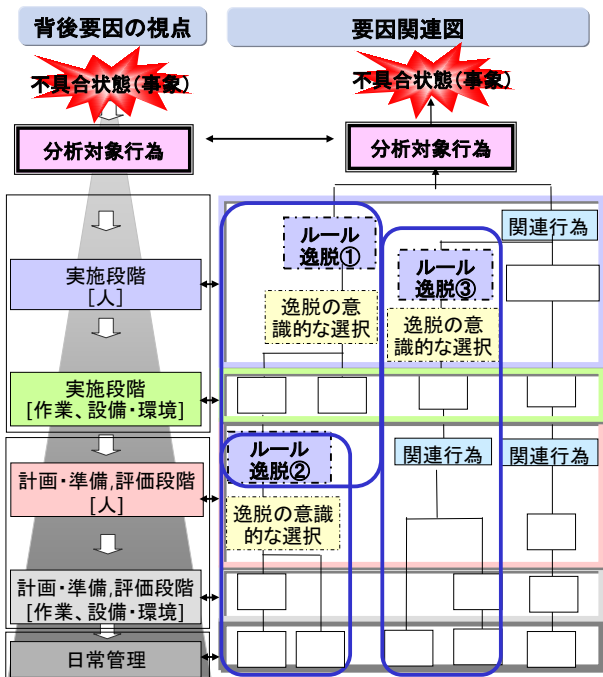 背後要因の視点
要因関連図
不具合状態(事象)
不具合状態(事象)
分析対象行為
分析対象行為
ルール
逸脱①
関連行為
実施段階
[人]
ルール
逸脱③
逸脱の意
識的な選択
逸脱の意
識的な選択
実施段階
[作業、設備・環境]
ルール
逸脱②
関連行為
関連行為
計画・準備,評価段階
[人]
逸脱の意識
的な選択
計画・準備,評価段階
[作業、設備・環境]
日常管理